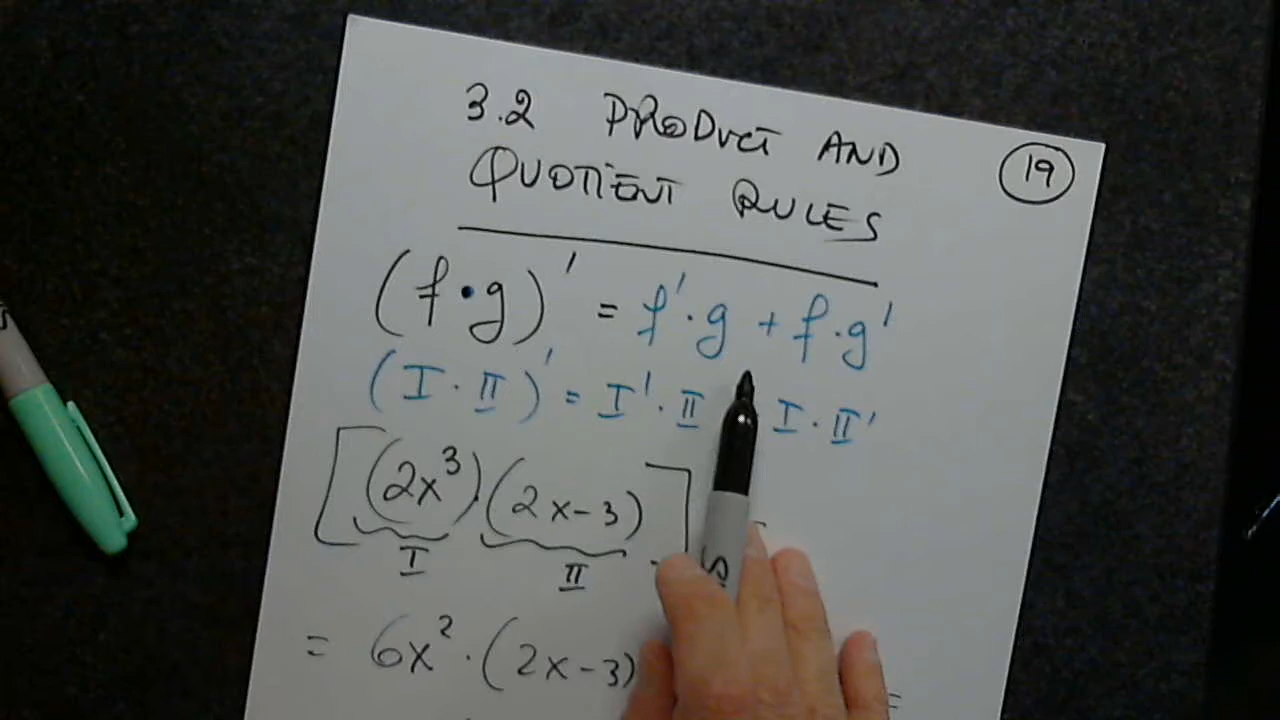 3.2 PRODUCT AND
QUOTIENT RULES
19
(f·g)' = f'·g + f·g'
(I·II)' = I'·II I·II'
[(2x³)(2x-3)]
I II
= 6x²·(2x-3) =